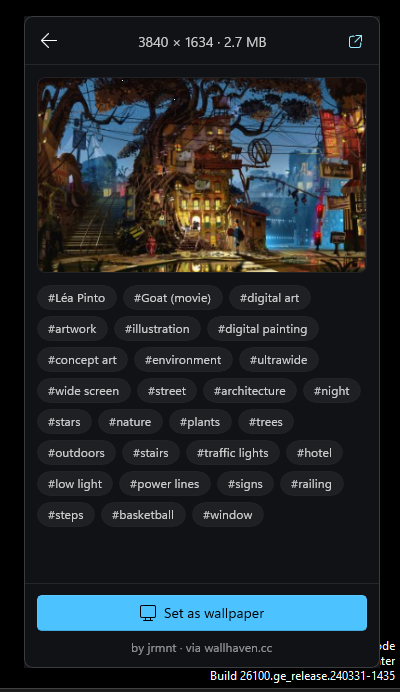 3840 × 1634 · 2.7 MB
#Léa Pinto #Goat (movie) #digital art
#artwork #illustration #digital painting
#concept art #environment #ultrawide
#wide screen #street #architecture #night
#stars #nature #plants #trees
#outdoors #stairs #traffic lights #hotel
#low light #power lines #signs #railing
#steps #basketball #window
Set as wallpaper
by jrmnt · via wallhaven.cc
Build 26100.ge_release.240331-1435